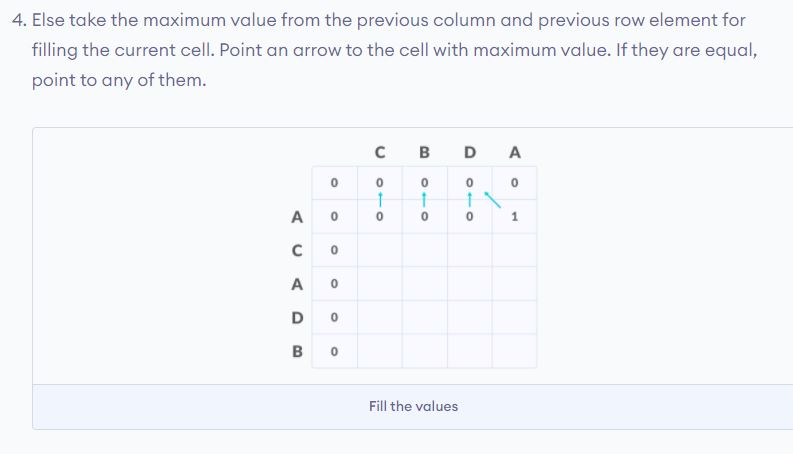 4. Else take the maximum value from the previous column and previous row element for
filling the current cell. Point an arrow to the cell with maximum value. If they are equal,
point to any of them.
C B D A
0 0 0 0 0
A 0 0 0 0 1
C 0
A 0
D 0
B 0
Fill the values